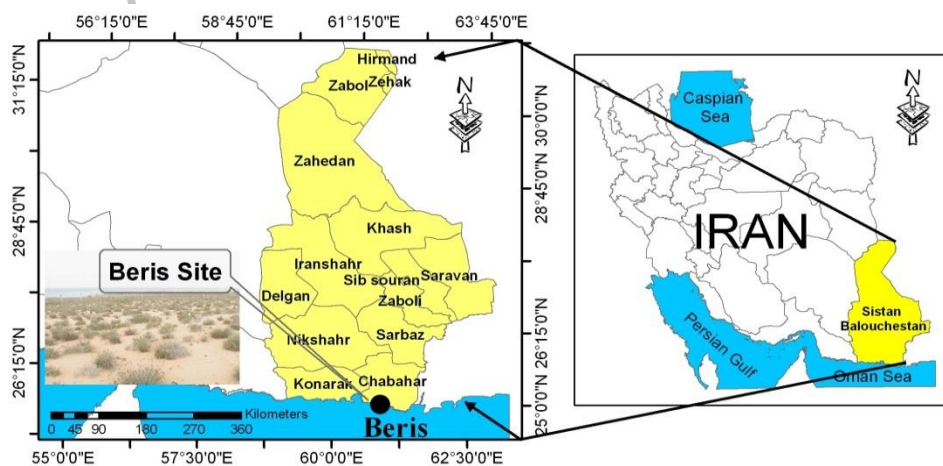 56°15'0"E 58°45'0"E 61°15'0"E 63°45'0"E
31°15'0"N
28°45'0"N
26°15'0"N
Hirmand
Zabol Zehak
Zahedan
Khash
Iranshahr
Sib souran Saravan
Delgan Zaboli
Nikshahr Sarbaz
Konarak Chabahar
Beris Site
Beris
Kilometers
0 45 90 180 270 360
55°0'0"E 57°30'0"E 60°0'0"E 62°30'0"E
N
30°0'0"N
28°45'0"N
26°15'0"N
25°0'0"N
Caspian
Sea
N
IRAN
Sistan
Balouchestan
Persian Gulf
Oman Sea